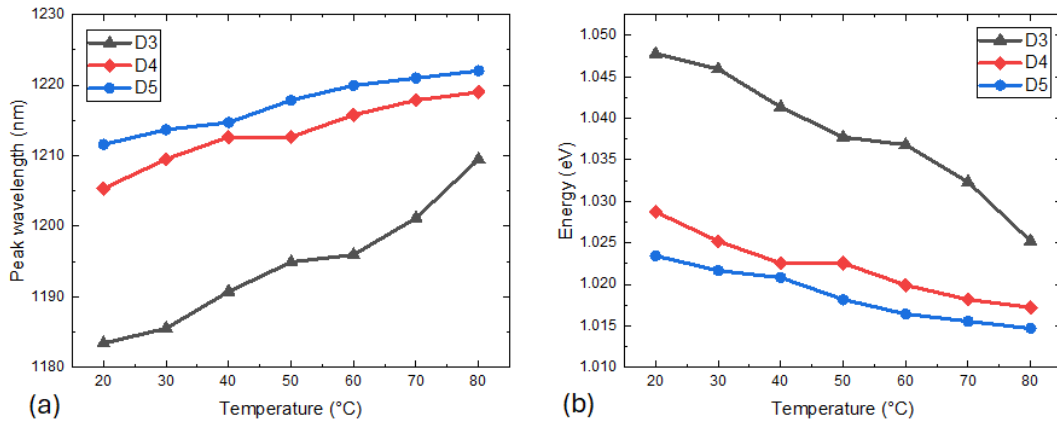 1230
1220
1210
1200
1190
1180
Peak wavelength (nm)
D3
D4
D5
20 30 40 50 60 70 80
Temperature (°C)
(a)
1.050
1.045
1.040
1.035
1.030
1.025
1.020
1.015
1.010
Energy (eV)
D3
D4
D5
20 30 40 50 60 70 80
Temperature (°C)
(b)